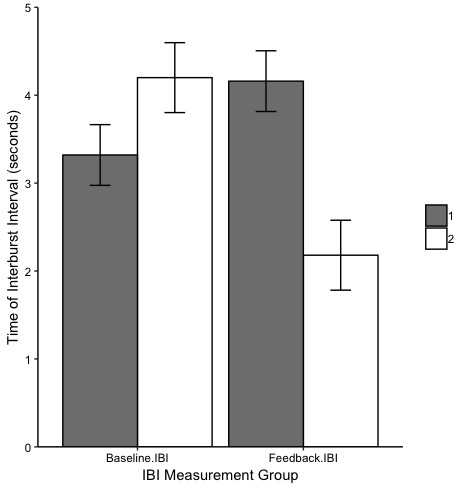 5
4
3
2
1
0
Time of Interburst Interval (seconds)
Baseline.IBI Feedback.IBI
IBI Measurement Group
1
2